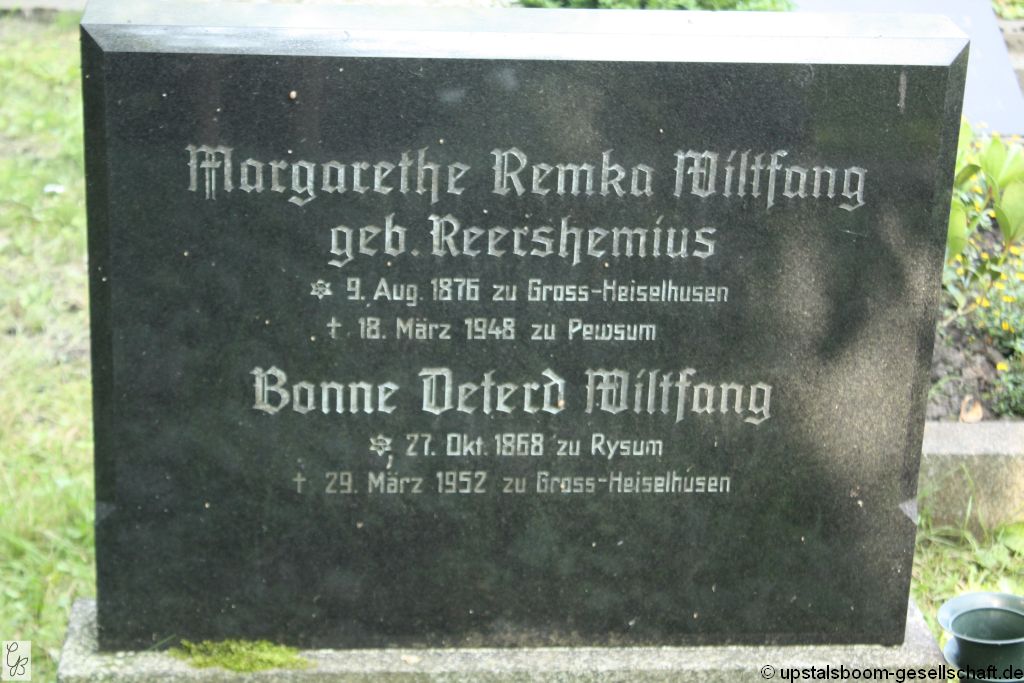 Margarethe Remka Wiltfang
geb. Reershemius
✡ 9. Aug. 1876 zu Gross-Heiselhusen
† 18. März 1948 zu Pewsum
Bonne Deterd Wiltfang
✡ 27. Okt. 1868 zu Rysum
† 29. März 1952 zu Gross-Heiselhusen
GB
© upstalsboom-gesellschaft.de